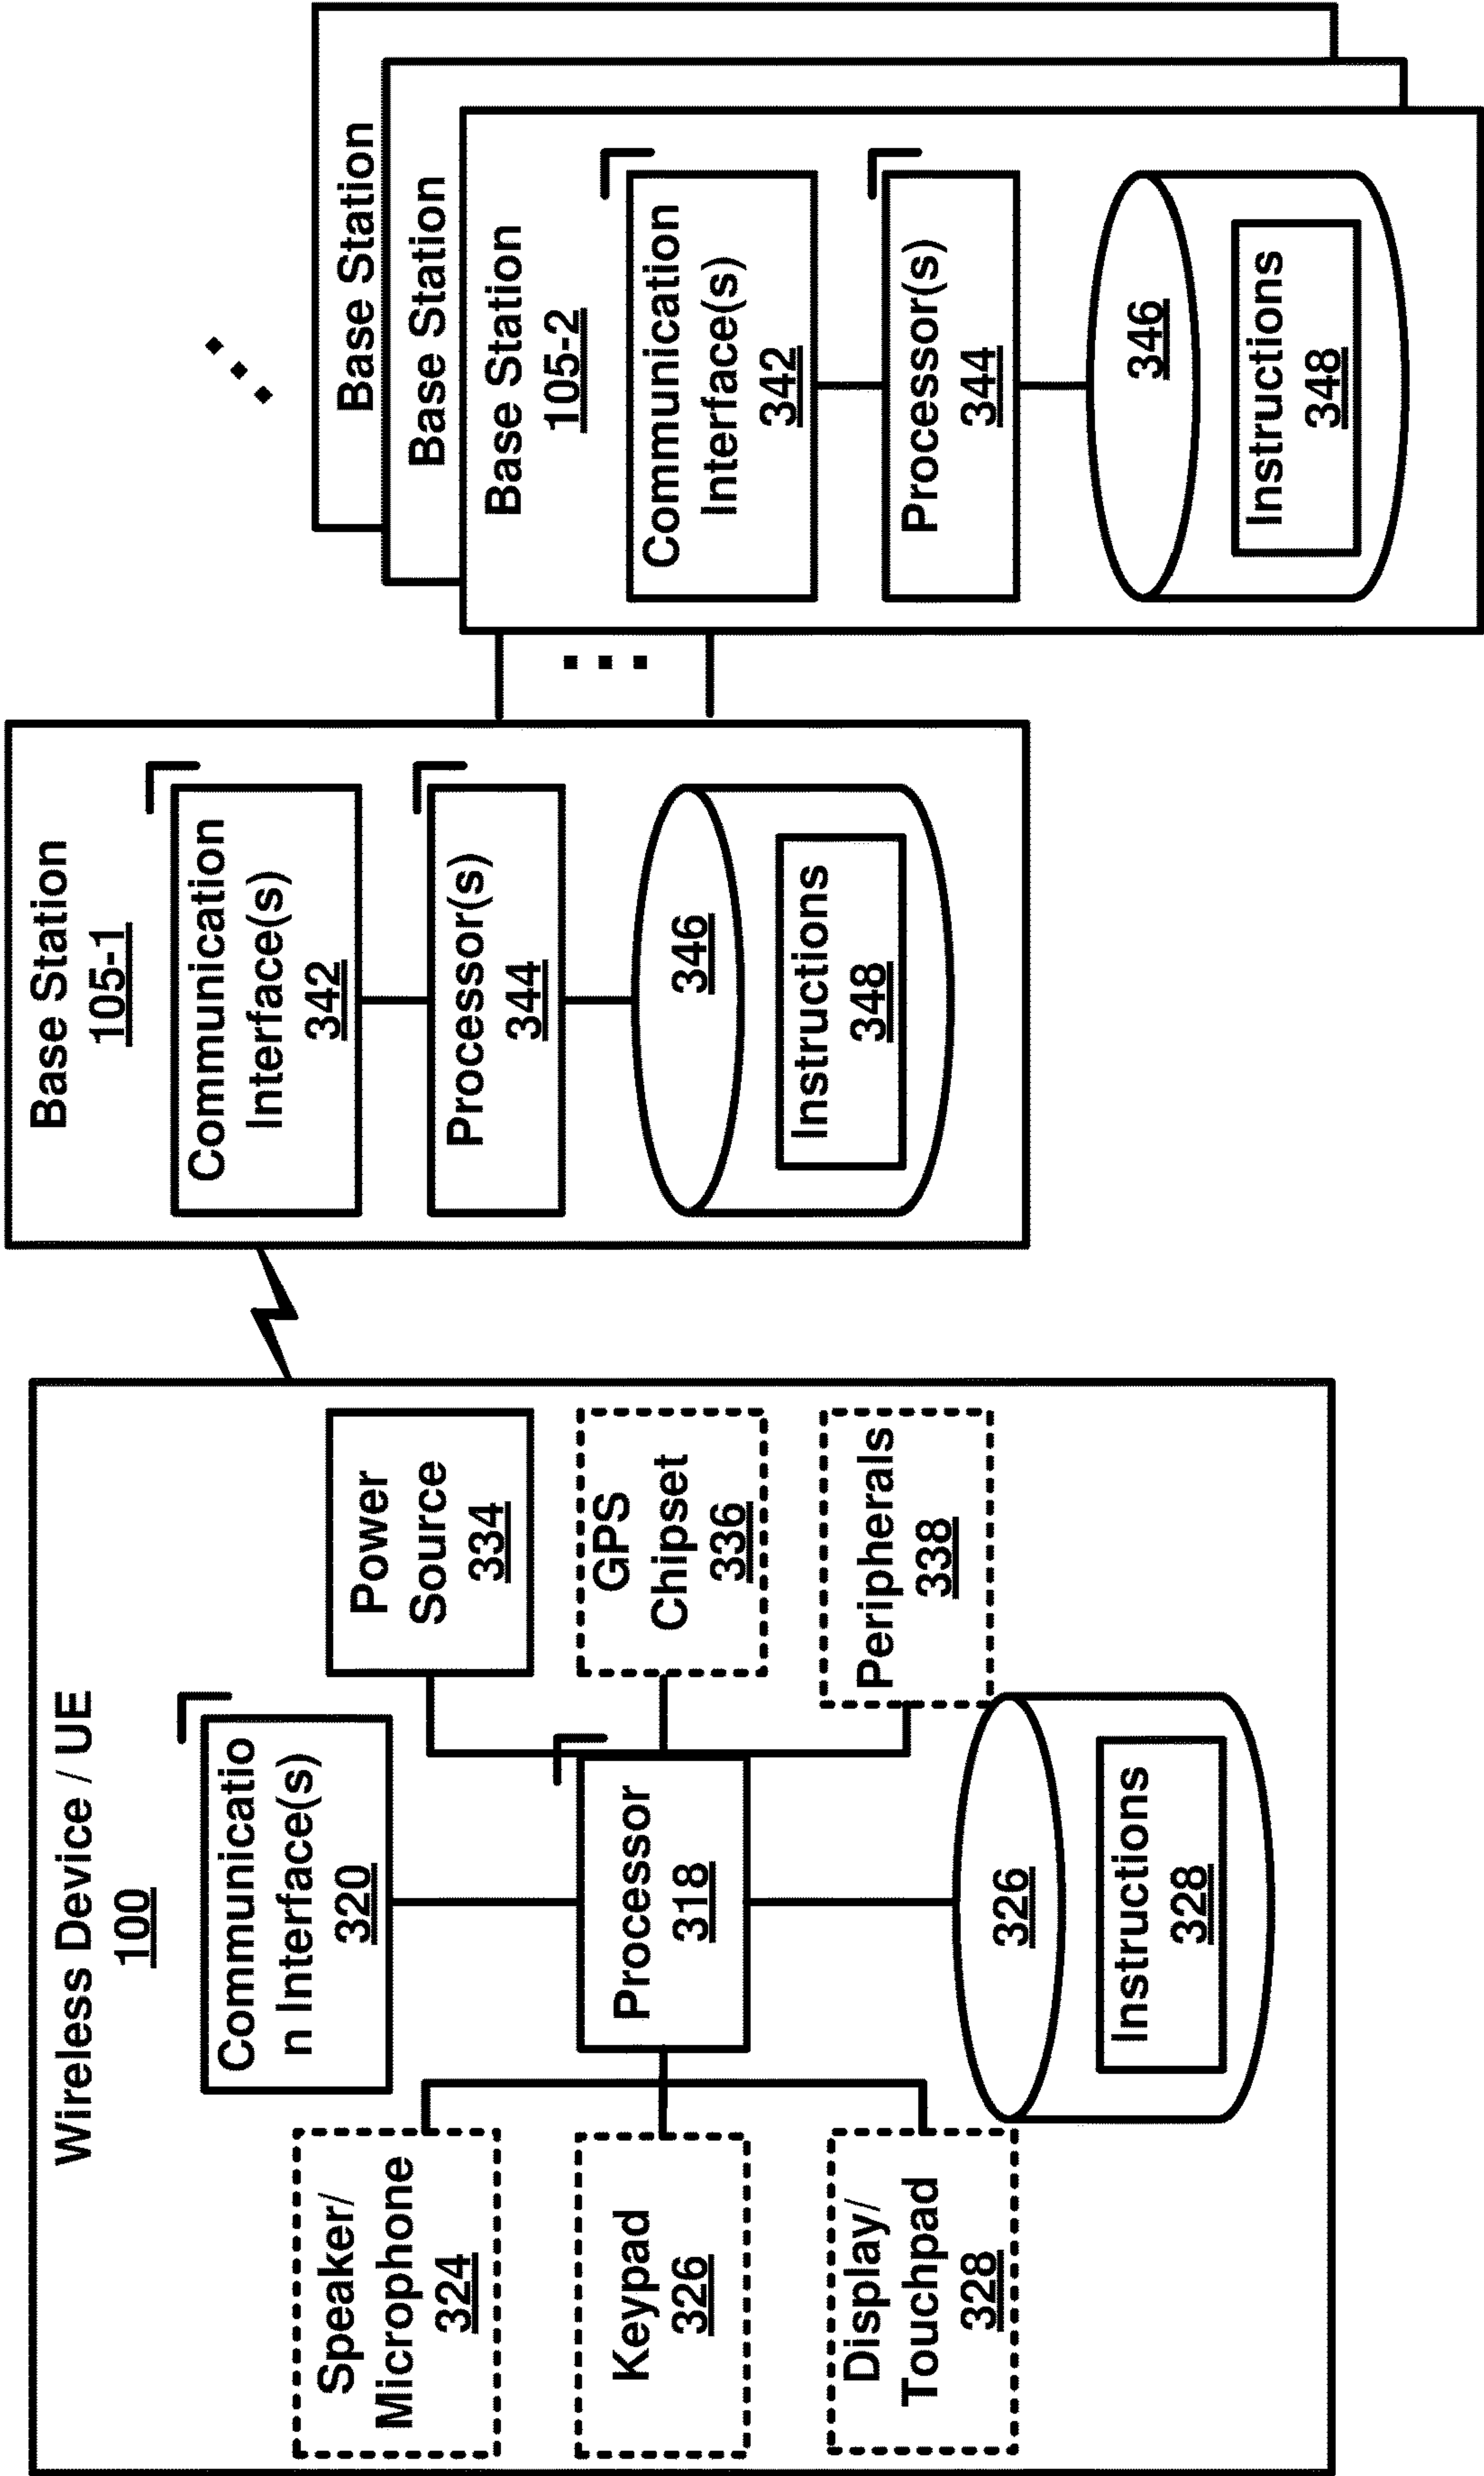 Wireless Device / UE
100
Communicatio
n Interface(s)
320
Speaker/
Microphone
324
Keypad
326
Display/
Touchpad
328
Processor
318
Power
Source
334
GPS
Chipset
336
Peripherals
338
326
Instructions
328
Base Station
105-1
Communication
Interface(s)
342
Processor(s)
344
346
Instructions
348
Base Station
Base Station
Base Station
105-2
Communication
Interface(s)
342
Processor(s)
344
346
Instructions
348